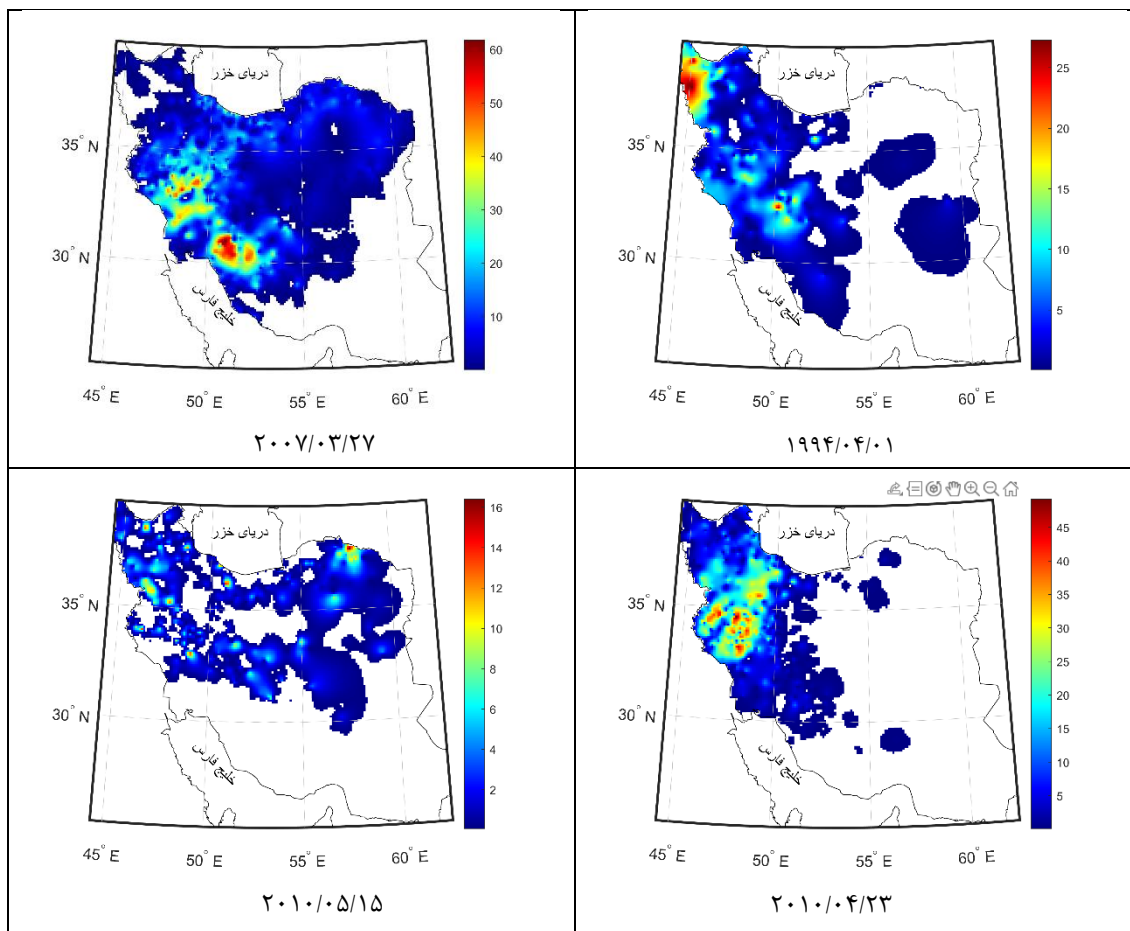 دریای خزر
60
50
40
30
20
10
35° N
30° N
خلیج فارس
45° E
50° E
55° E
60° E
۲۰۰۷/۰۳/۲۷
دریای خزر
25
20
15
10
5
35° N
30° N
خلیج فارس
45° E
50° E
55° E
60° E
۱۹۹۴/۰۴/۰۱
دریای خزر
16
14
12
10
8
6
4
2
35° N
30° N
خلیج فارس
45° E
50° E
55° E
60° E
۲۰۱۰/۰۵/۱۵
دریای خزر
45
40
35
30
25
20
15
10
5
35° N
30° N
خلیج فارس
45° E
50° E
55° E
60° E
۲۰۱۰/۰۴/۲۳